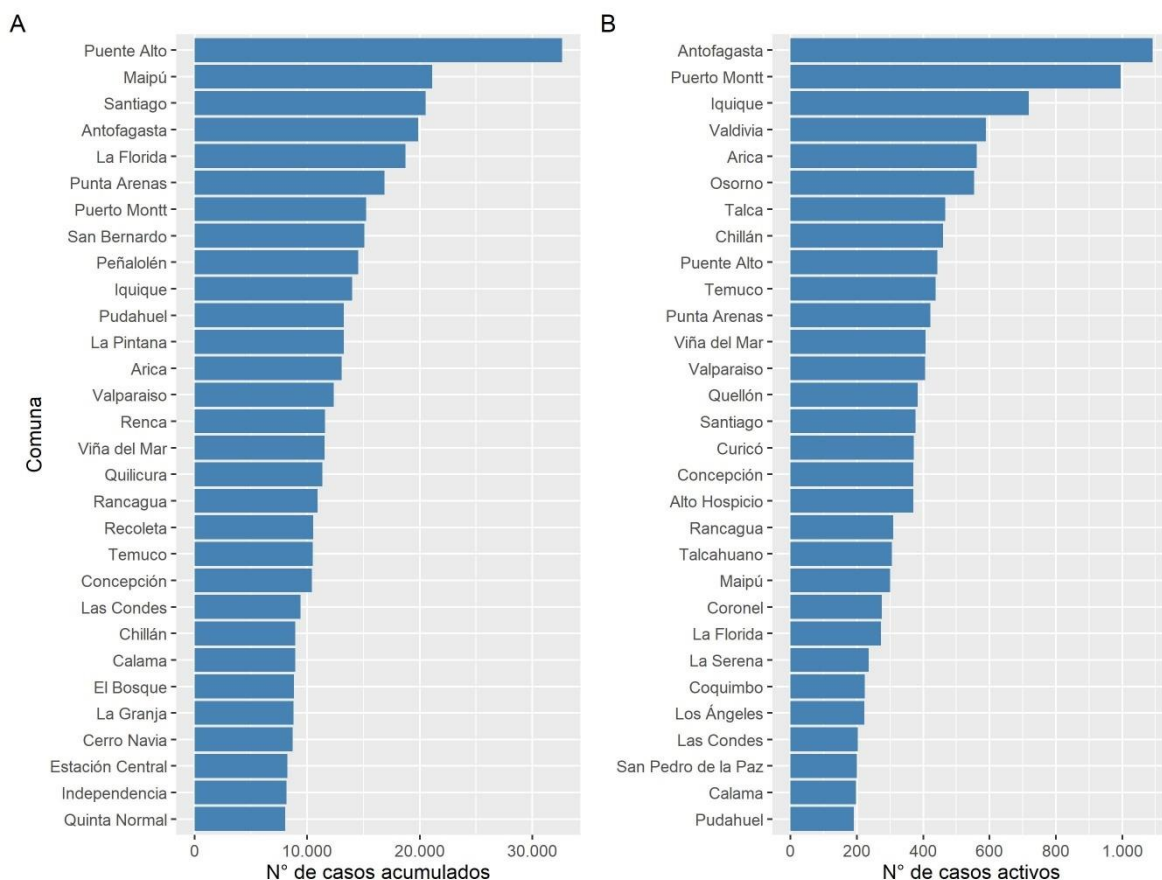 A
Comuna
Puente Alto
Maipú
Santiago
Antofagasta
La Florida
Punta Arenas
Puerto Montt
San Bernardo
Peñalolén
Iquique
Pudahuel
La Pintana
Arica
Valparaiso
Renca
Viña del Mar
Quilicura
Rancagua
Recoleta
Temuco
Concepción
Las Condes
Chillán
Calama
El Bosque
La Granja
Cerro Navia
Estación Central
Independencia
Quinta Normal
0 10.000 20.000 30.000
N° de casos acumulados
B
Antofagasta
Puerto Montt
Iquique
Valdivia
Arica
Osorno
Talca
Chillán
Puente Alto
Temuco
Punta Arenas
Viña del Mar
Valparaiso
Quellón
Santiago
Curicó
Concepción
Alto Hospicio
Rancagua
Talcahuano
Maipú
Coronel
La Florida
La Serena
Coquimbo
Los Ángeles
Las Condes
San Pedro de la Paz
Calama
Pudahuel
0 200 400 600 800 1.000
N° de casos activos